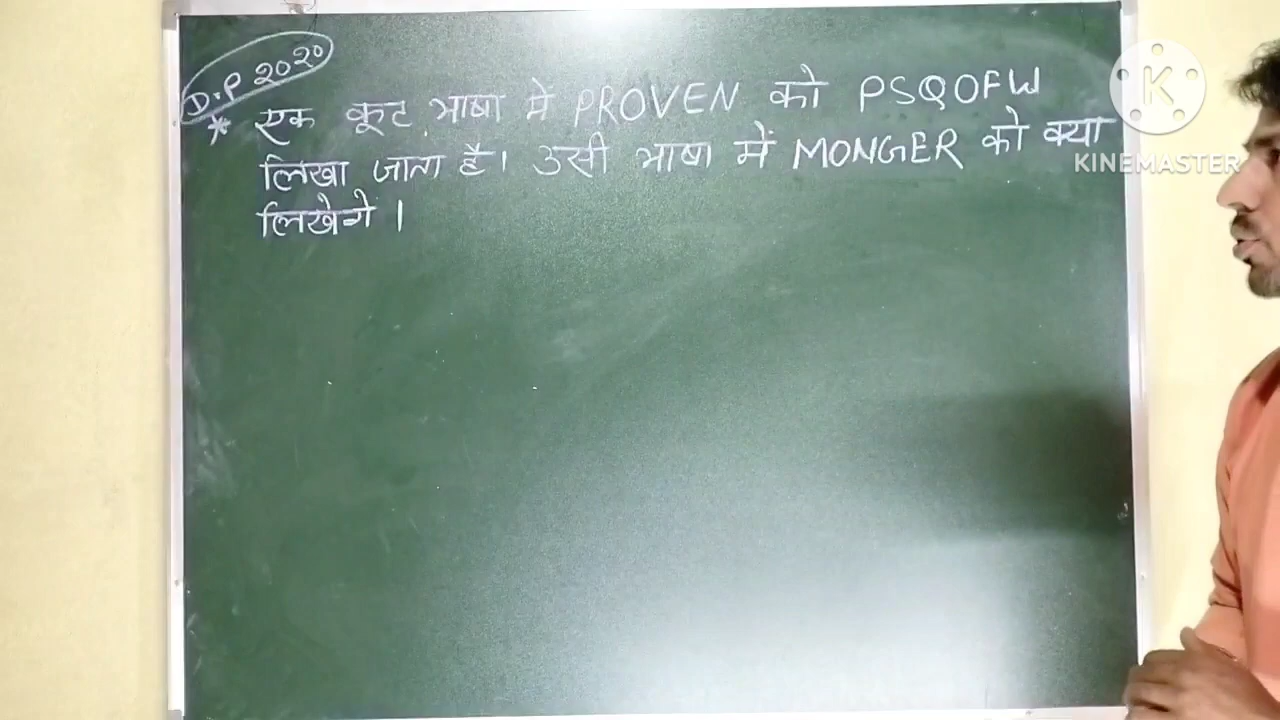 D.P 2020
* एक कूट भाषा मे PROVEN को PSQOFW
लिखा जाता है। उसी भाषा में MONGER को क्या
लिखेगे ।
K
KINEMASTER